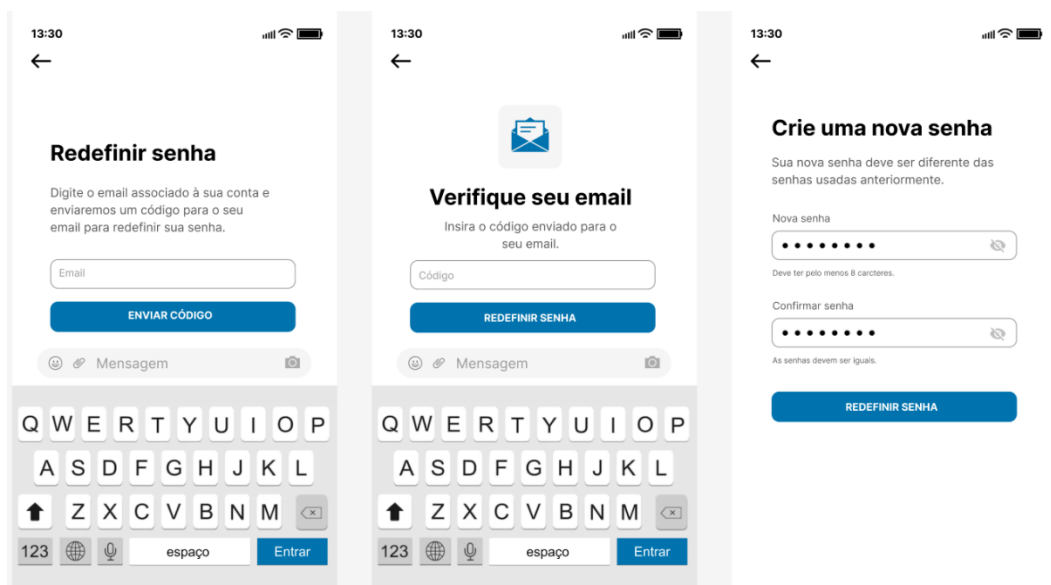 13:30
Redefinir senha
Digite o email associado à sua conta e
enviaremos um código para o seu
email para redefinir sua senha.
Email
ENVIAR CÓDIGO
Mensagem
Q W E R T Y U I O P
A S D F G H J K L
Z X C V B N M
123 espaço Entrar
13:30
Verifique seu email
Insira o código enviado para o
seu email.
Código
REDEFINIR SENHA
Mensagem
Q W E R T Y U I O P
A S D F G H J K L
Z X C V B N M
123 espaço Entrar
13:30
Crie uma nova senha
Sua nova senha deve ser diferente das
senhas usadas anteriormente.
Nova senha
Deve ter pelo menos 8 carcteres.
Confirmar senha
As senhas devem ser iguais.
REDEFINIR SENHA